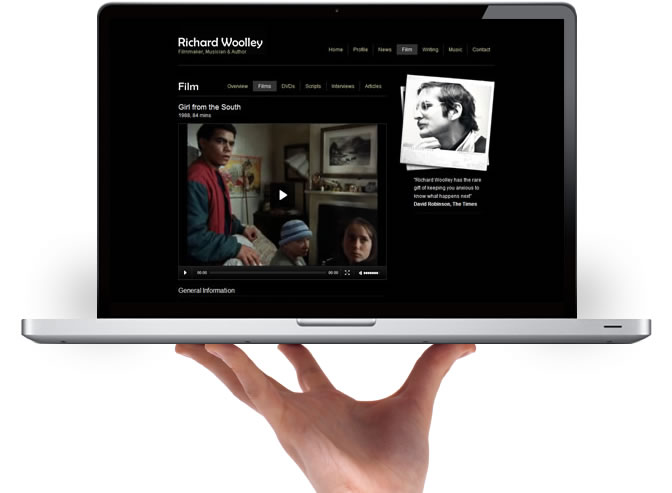 Richard Woolley
Filmmaker, Musician & Author
Home Profile News Film Writing Music Contact
Film
Overview Films DVDs Scripts Interviews Articles
Girl from the South
1988, 84 mins
00:00 00:00
General Information
"Richard Woolley has the rare
gift of keeping you anxious to
know what happens next"
David Robinson, The Times